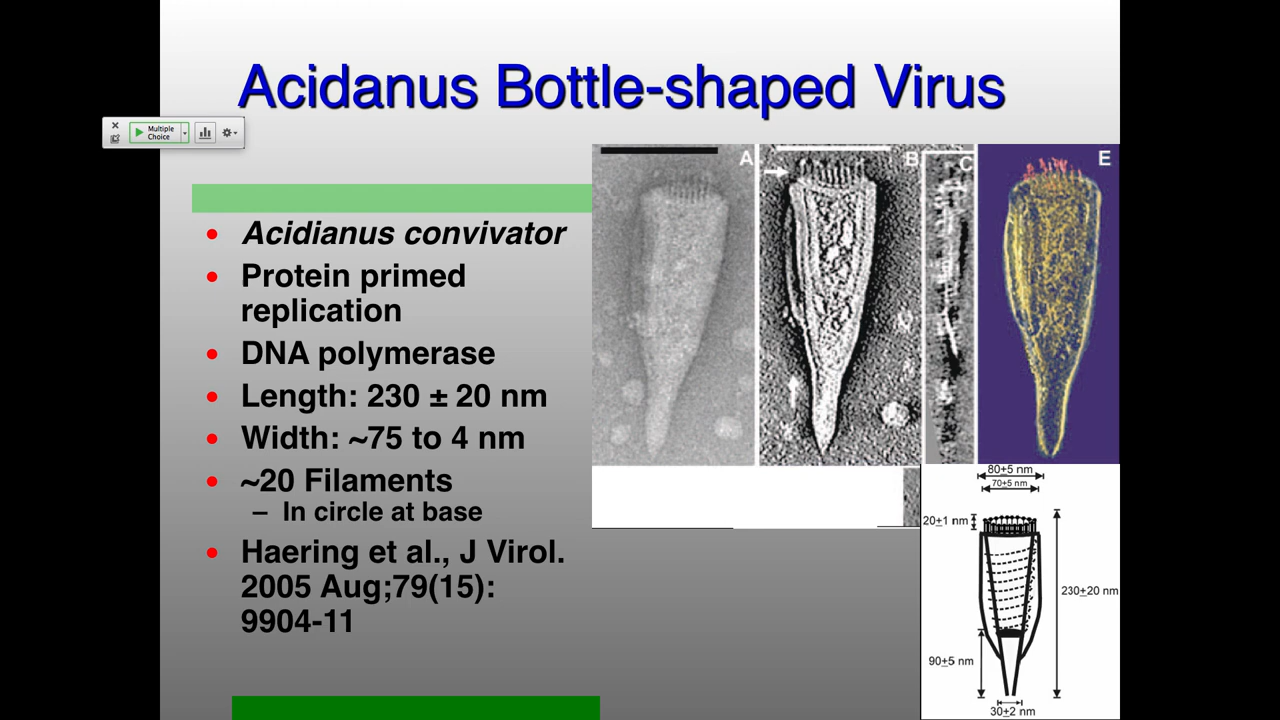 Acidanus Bottle-shaped Virus
Multiple
Choice
A
B
C
E
• Acidianus convivator
• Protein primed
replication
• DNA polymerase
• Length: 230 ± 20 nm
• Width: ~75 to 4 nm
• ~20 Filaments
– In circle at base
• Haering et al., J Virol.
2005 Aug;79(15):
9904-11
80±5 nm
70±5 nm
20±1 nm
230±20 nm
90±5 nm
30±2 nm